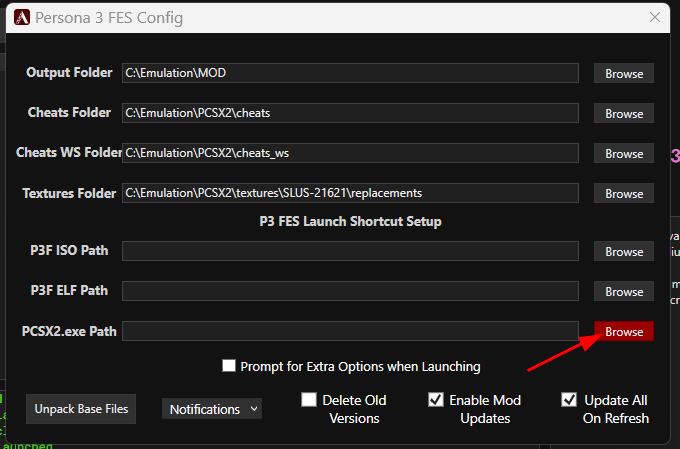 Persona 3 FES Config
Output Folder C:\Emulation\MOD Browse
Cheats Folder C:\Emulation\PCSX2\cheats Browse
Cheats WS Folder C:\Emulation\PCSX2\cheats_ws Browse
Textures Folder C:\Emulation\PCSX2\textures\SLUS-21621\replacements Browse
P3 FES Launch Shortcut Setup
P3F ISO Path Browse
P3F ELF Path Browse
PCSX2.exe Path Browse
Prompt for Extra Options when Launching
Unpack Base Files
Notifications
Delete Old
Versions
Enable Mod
Updates
Update All
On Refresh